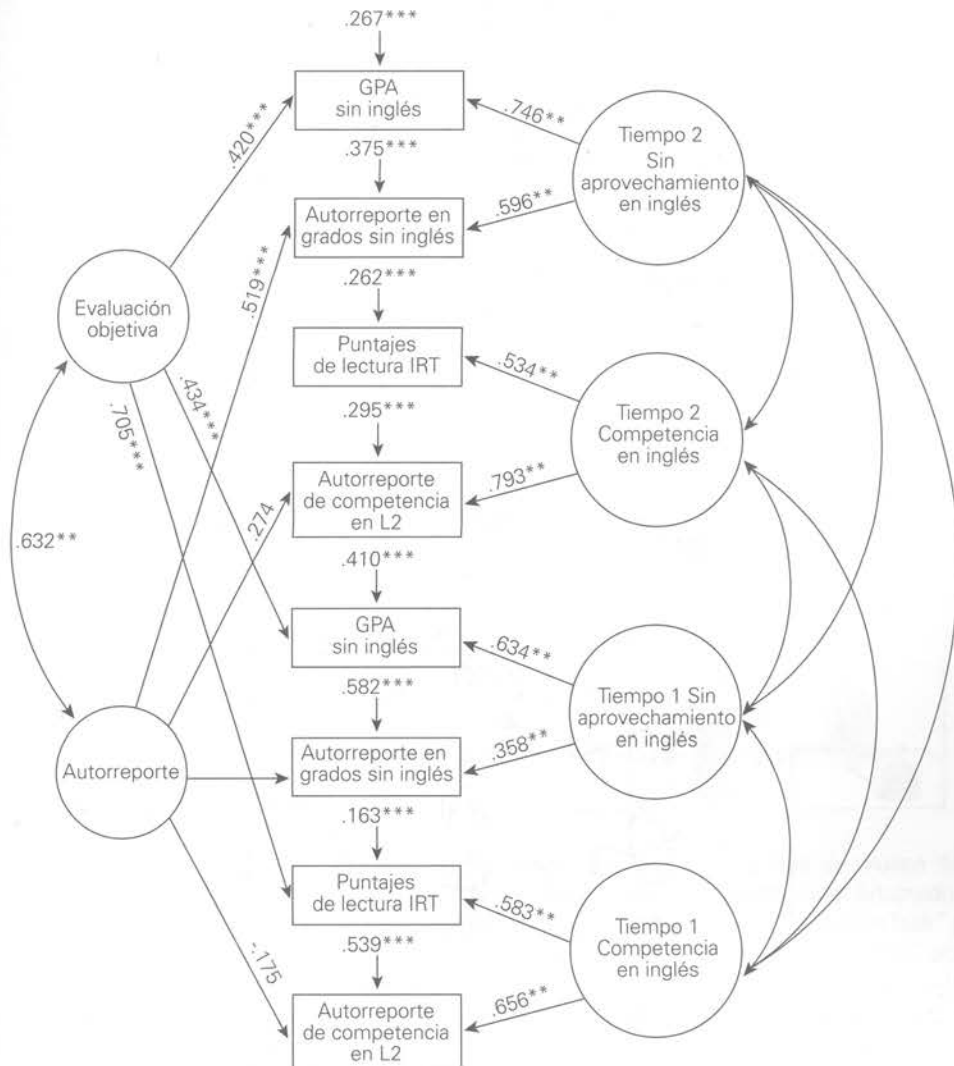 .267***
GPA
sin inglés
.420***
.746**
Tiempo 2
Sin
aprovechamiento
en inglés
.375***
Autorreporte en
grados sin inglés
.596**
.519***
.262***
Evaluación
objetiva
Puntajes
de lectura IRT
.534**
.434***
.705***
Tiempo 2
Competencia
en inglés
.295***
Autorreporte
de competencia
en L2
.793**
.274
.632**
.410***
GPA
sin inglés
.634**
.582***
Tiempo 1 Sin
aprovechamiento
en inglés
Autorreporte en
grados sin inglés
.358**
Autorreporte
.163***
Puntajes
de lectura IRT
.583**
Tiempo 1
Competencia
en inglés
.539***
-.175
Autorreporte
de competencia
en L2
.656**